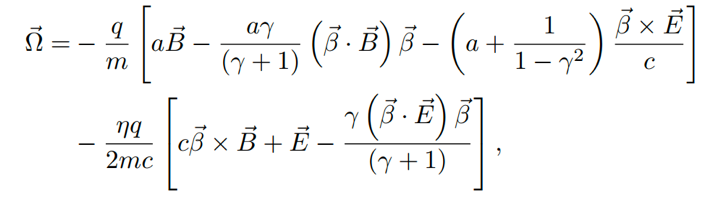 \vec{\Omega} = - \frac{q}{m} \left[ a\vec{B} - \frac{a\gamma}{(\gamma + 1)} \left( \vec{\beta} \cdot \vec{B} \right) \vec{\beta} - \left( a + \frac{1}{1 - \gamma^2} \right) \frac{\vec{\beta} \times \vec{E}}{c} \right]
- \frac{\eta q}{2mc} \left[ c\vec{\beta} \times \vec{B} + \vec{E} - \frac{\gamma \left( \vec{\beta} \cdot \vec{E} \right) \vec{\beta}}{(\gamma + 1)} \right],